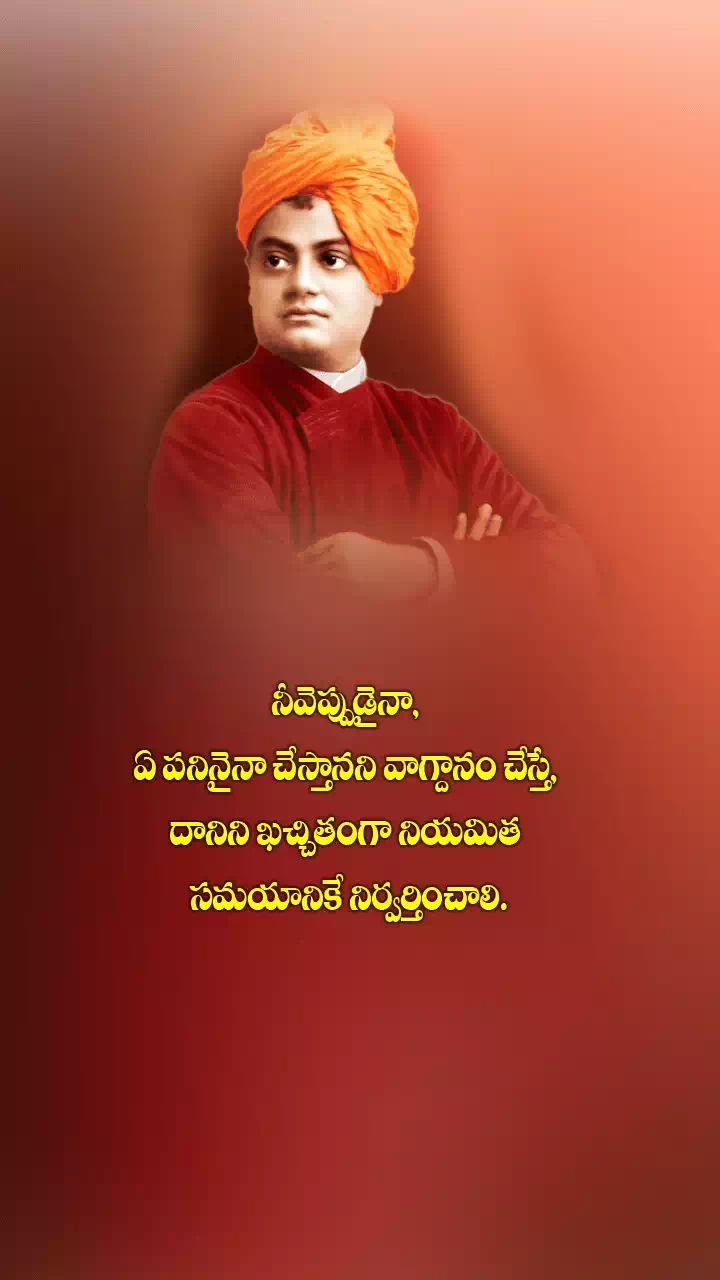 నీవెప్పుడైనా,
ఏ పనినైనా చేస్తానని వాగ్దానం చేస్తే,
దానిని ఖచ్చితంగా నియమిత
సమయానికే నిర్వర్తించాలి.